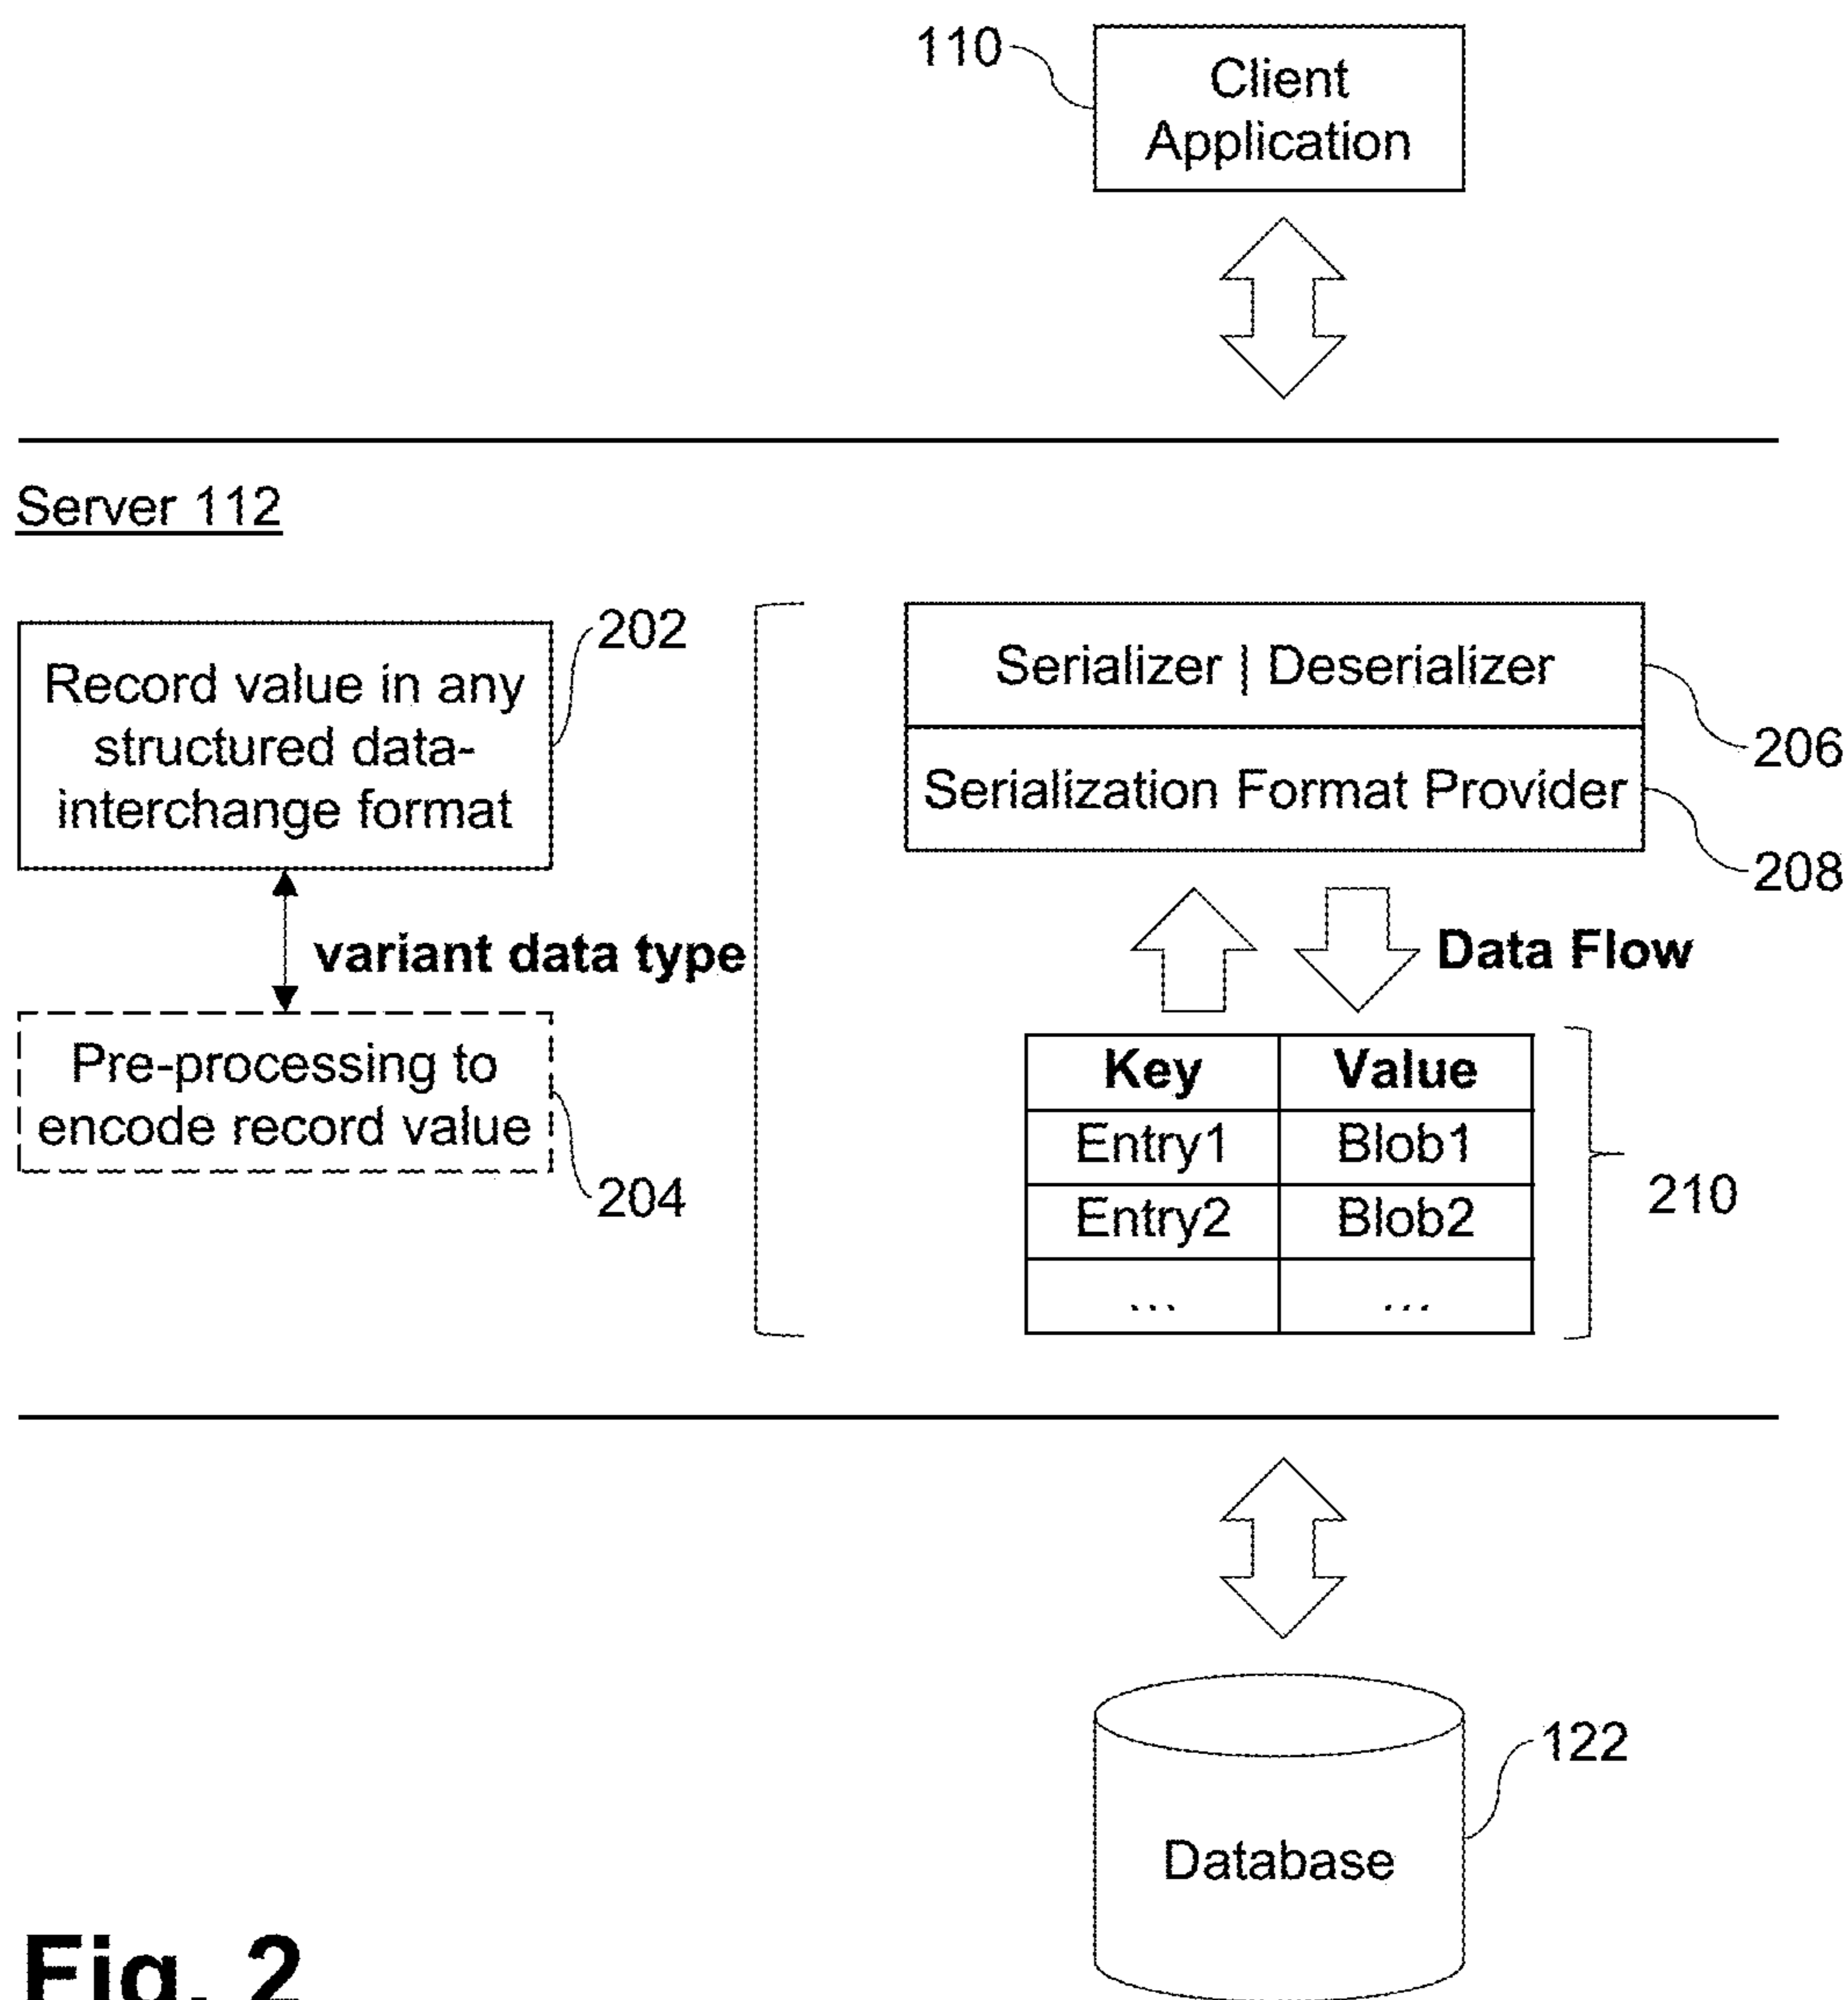 110
Client
Application
Server 112
202
Record value in any
structured data-
interchange format
variant data type
Pre-processing to
encode record value
204
Serializer | Deserializer
206
Serialization Format Provider
208
Data Flow
Key Value
Entry1 Blob1
Entry2 Blob2
... ...
210
122
Database
Fig. 2